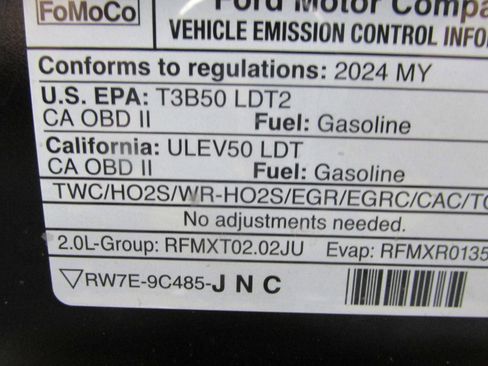 FoMoCo
Ford Motor Compa
VEHICLE EMISSION CONTROL INFO
Conforms to regulations: 2024 MY
U.S. EPA: T3B50 LDT2
CA OBD II Fuel: Gasoline
California: ULEV50 LDT
CA OBD II Fuel: Gasoline
TWC/HO2S/WR-HO2S/EGR/EGRC/CAC/TC
No adjustments needed.
2.0L-Group: RFMXT02.02JU Evap: RFMXR0135
▽RW7E-9C485-J N C